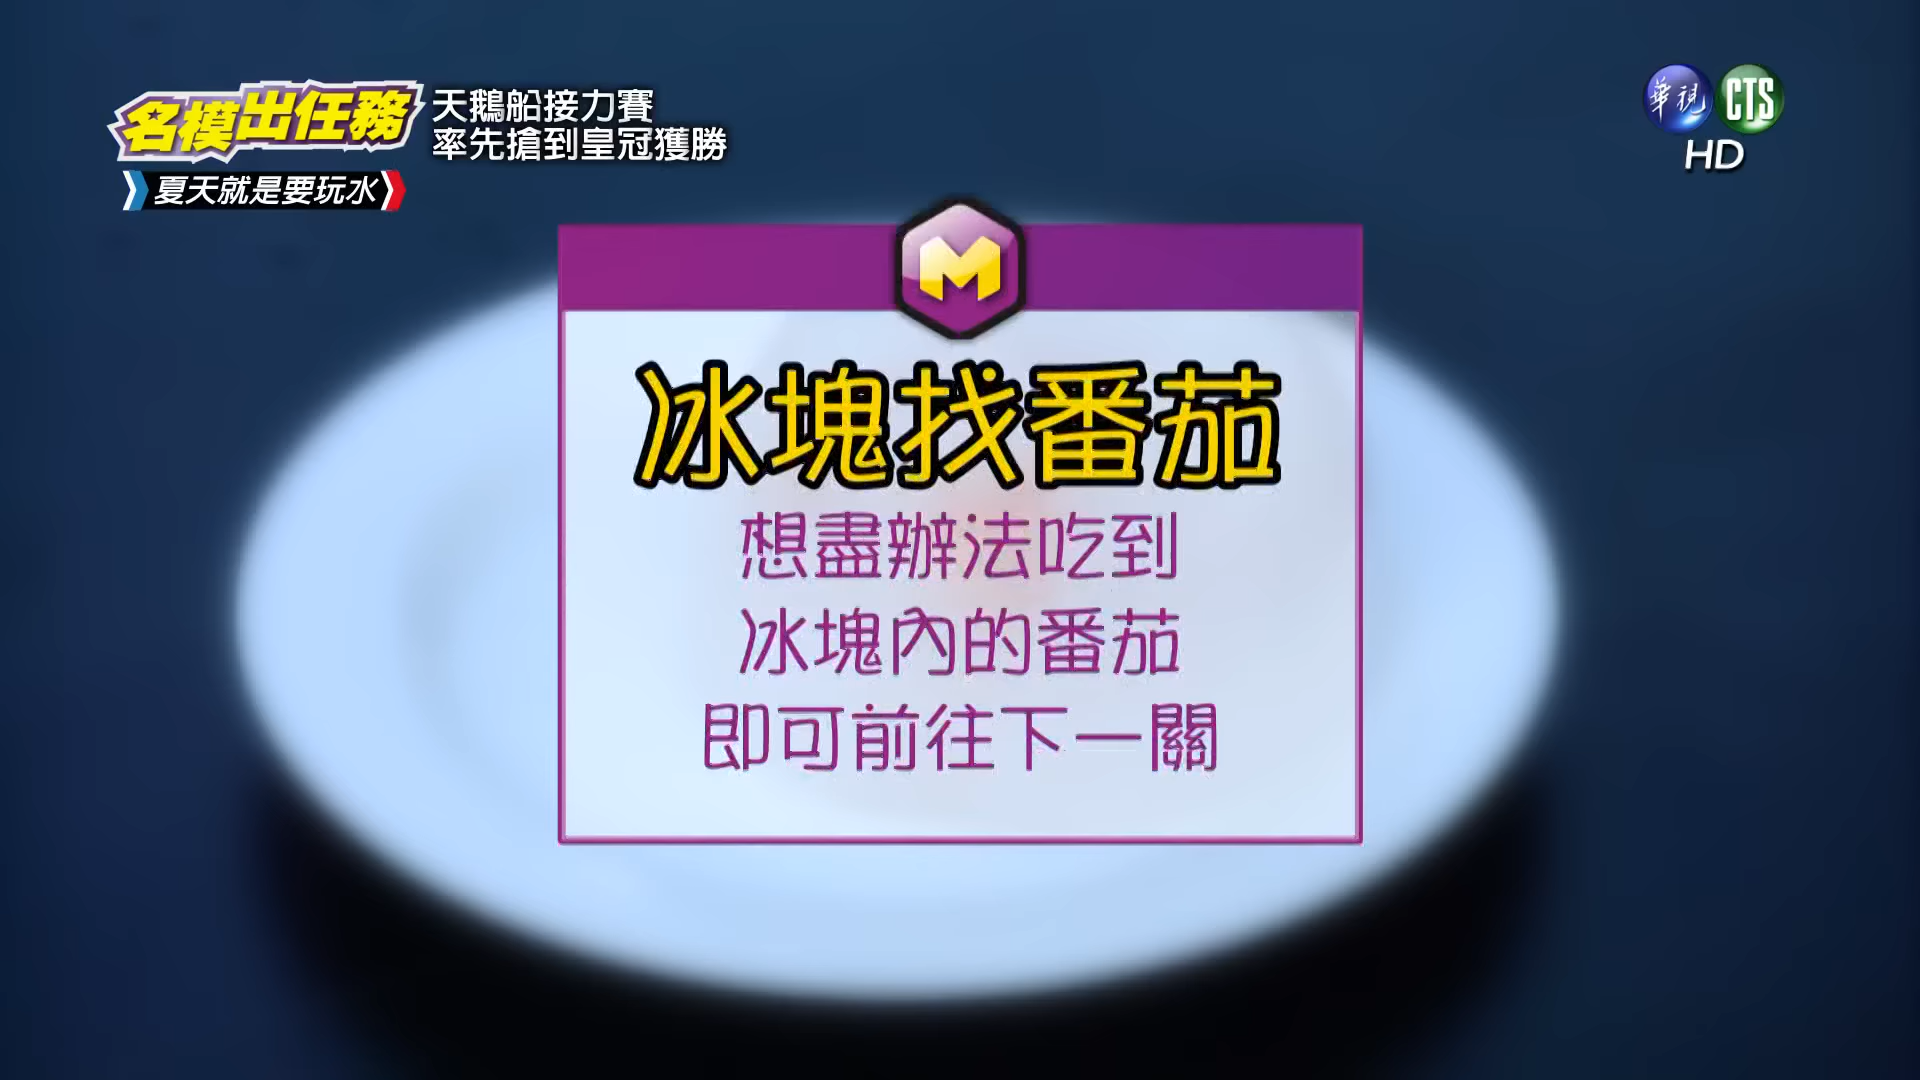 名模出任務
天鵝船接力賽
率先搶到皇冠獲勝
夏天就是要玩水
華視 CTS
HD
M
冰塊找番茄
想盡辦法吃到
冰塊內的番茄
即可前往下一關